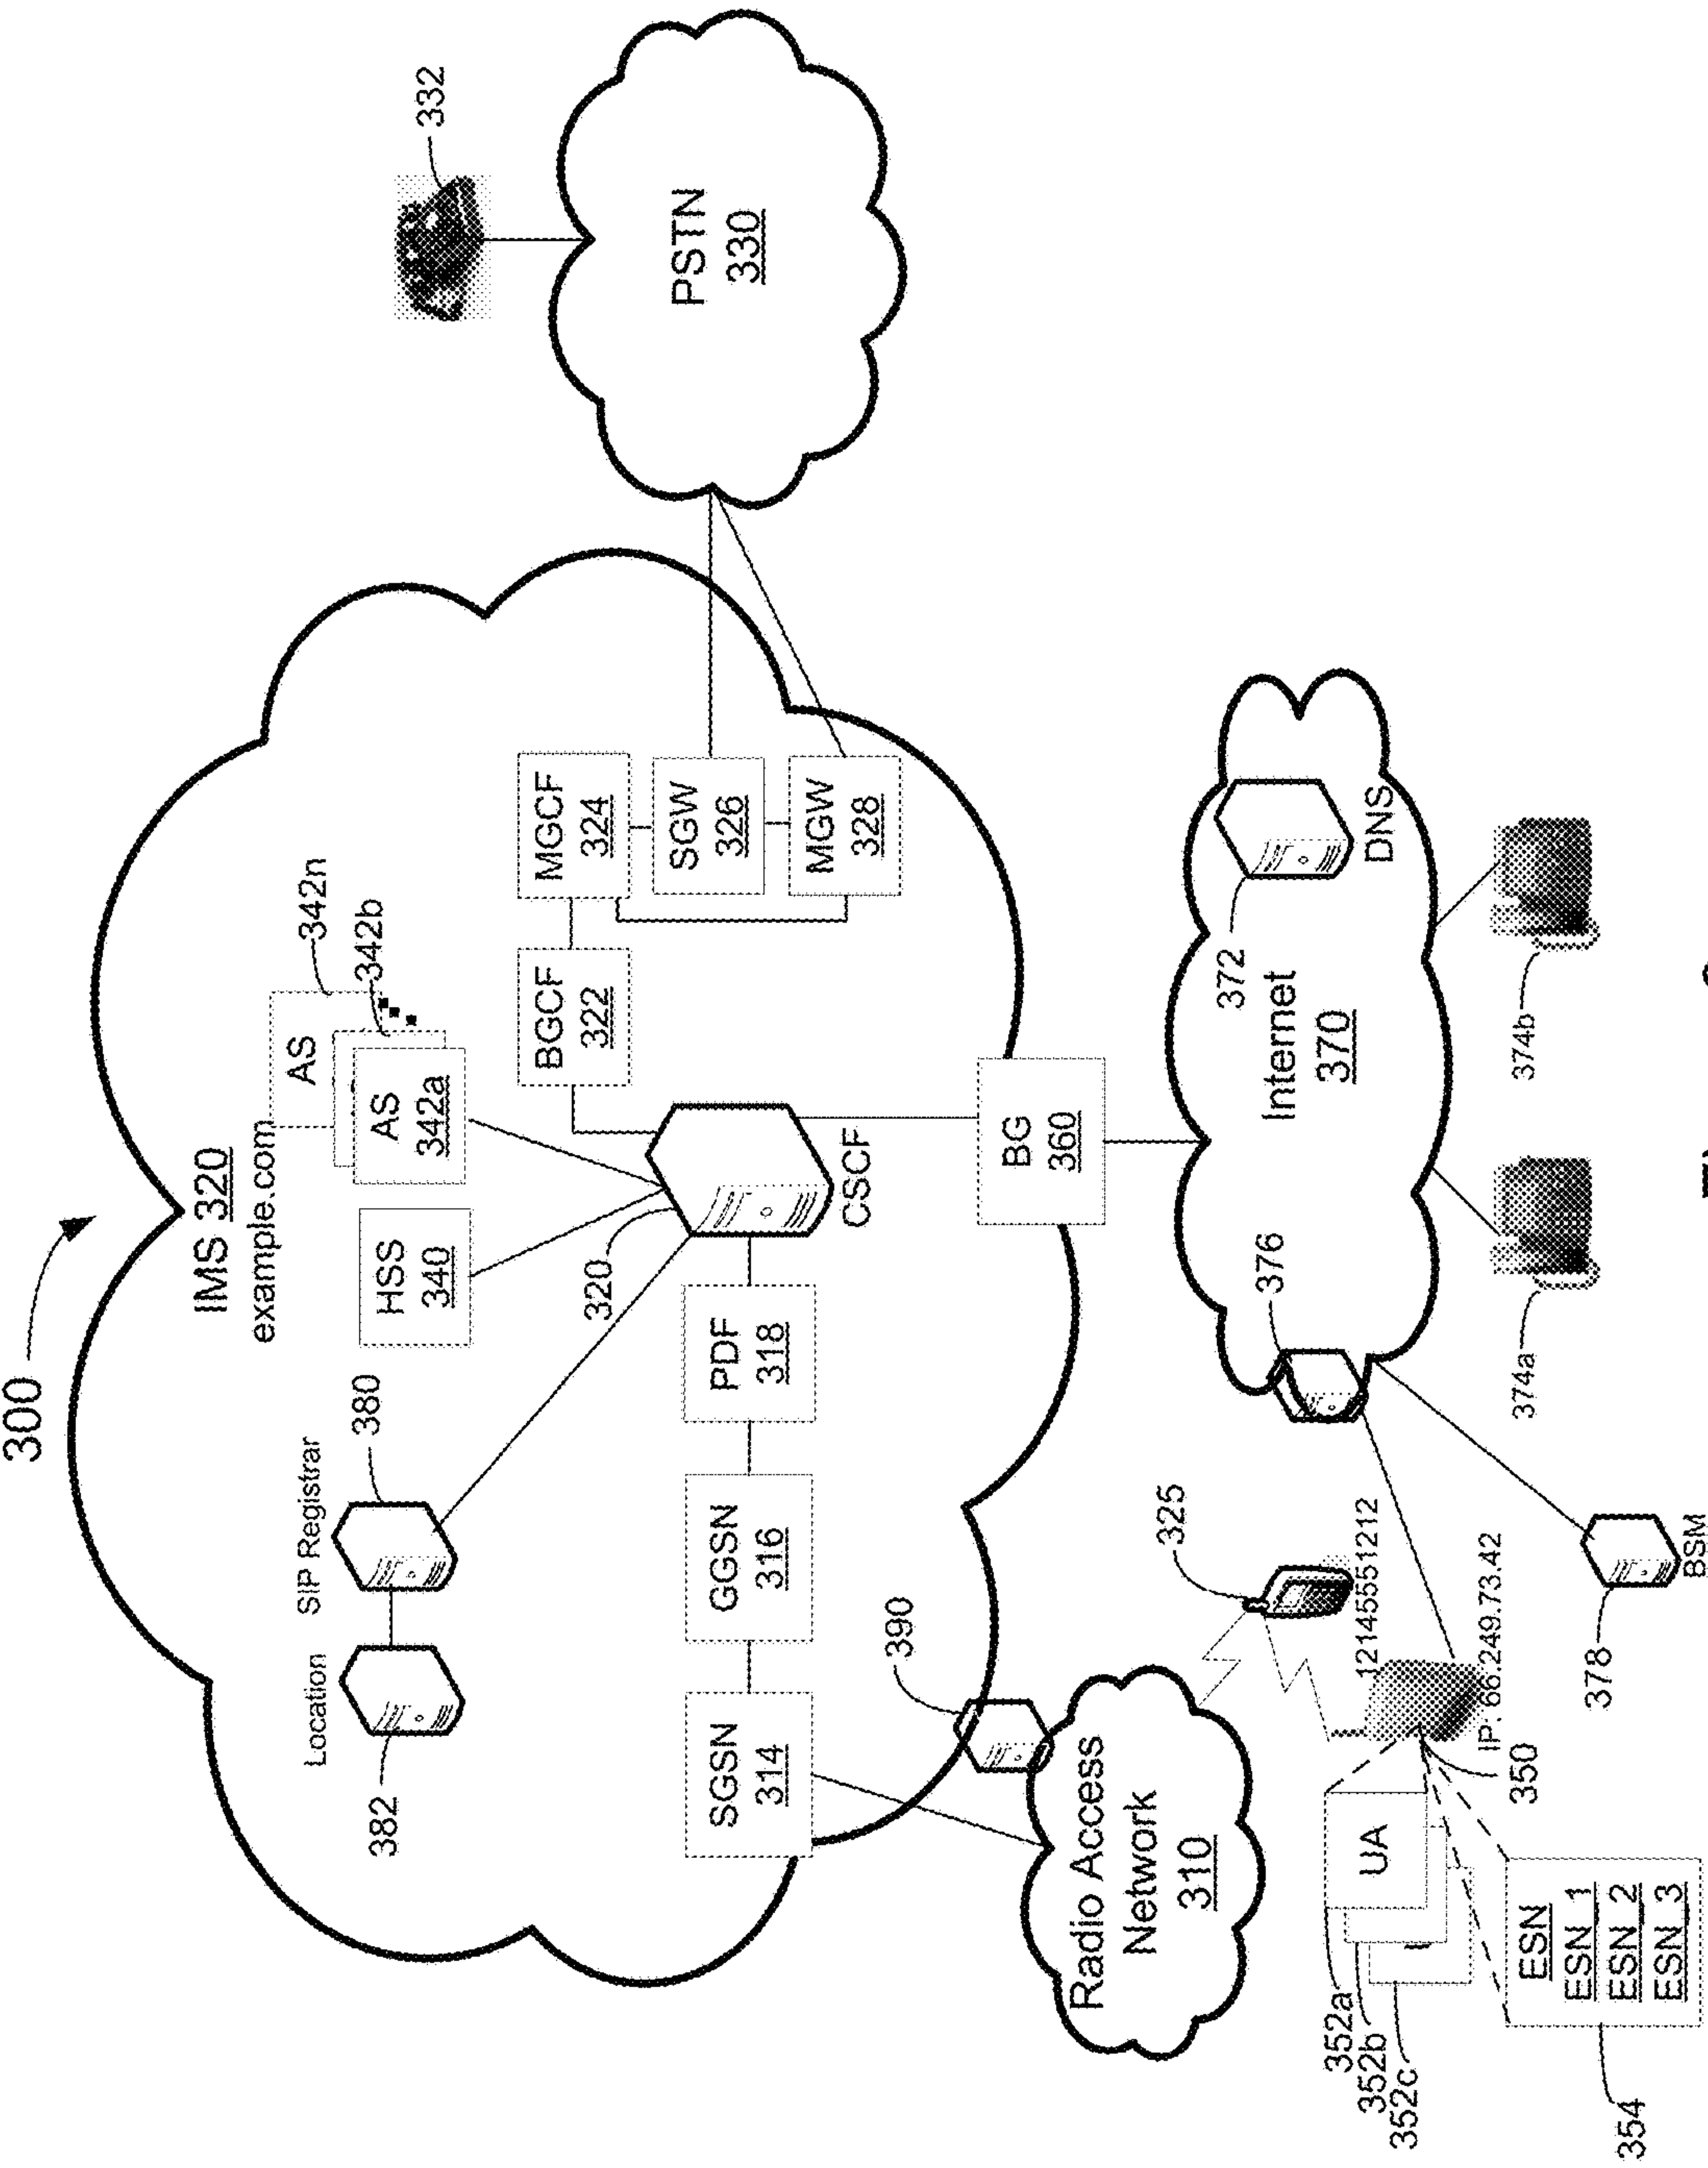 300
IMS 320
example.com
Location
382
SIP Registrar
380
HSS
340
AS
342a
AS
342b
342n
320
CSCF
SGSN
314
GGSN
316
PDF
318
BGCF
322
MGCF
324
SGW
326
MGW
328
332
PSTN
330
BG
360
390
Radio Access
Network
310
325
12145551212
IP: 66.249.73.42
350
UA
352a
352b
352c
ESN
ESN 1
ESN 2
ESN 3
354
376
378
BSM
Internet
370
372
DNS
374a
374b